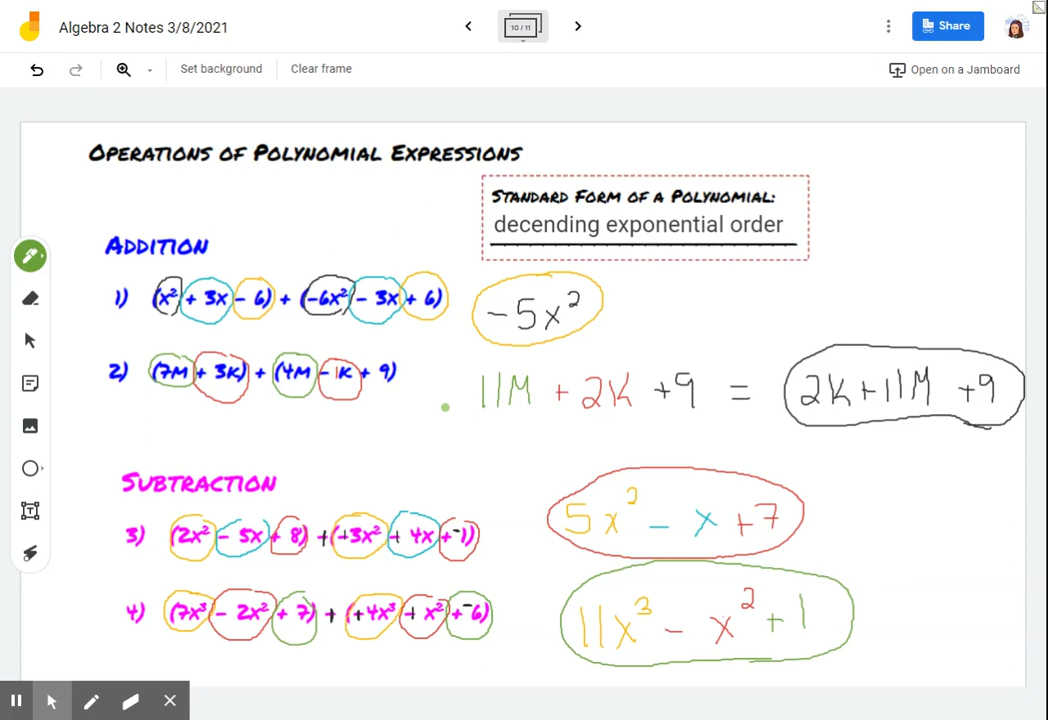 Algebra 2 Notes 3/8/2021
10 / 11
Share
Set background
Clear frame
Open on a Jamboard
OPERATIONS OF POLYNOMIAL EXPRESSIONS
STANDARD FORM OF A POLYNOMIAL:
decending exponential order
ADDITION
1) (x² + 3x - 6) + (-6x² - 3x + 6)
-5x²
2) (7M + 3K) + (4M - 1K + 9)
11M + 2K + 9 = 2K + 11M + 9
SUBTRACTION
3) (2x² - 5x + 8) + (+3x² + 4x + -1)
5x² - x + 7
4) (7x³ - 2x² + 7) + (+4x³ + x² + -6)
11x³ - x² + 1